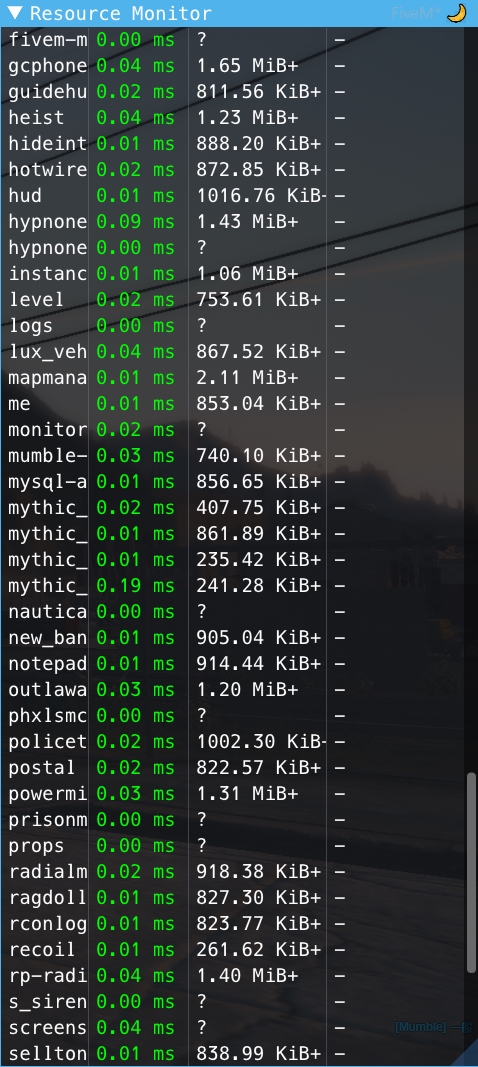 ▼ Resource Monitor FiveM*
fivem-m 0.00 ms ?
gcphone 0.04 ms 1.65 MiB+ –
guidehu 0.02 ms 811.56 KiB+ –
heist 0.04 ms 1.23 MiB+ –
hideint 0.01 ms 888.20 KiB+ –
hotwire 0.02 ms 872.85 KiB+ –
hud 0.01 ms 1016.76 KiB- –
hypnone 0.09 ms 1.43 MiB+ –
hypnone 0.00 ms ? –
instanc 0.01 ms 1.06 MiB+ –
level 0.02 ms 753.61 KiB+ –
logs 0.00 ms ? –
lux_veh 0.04 ms 867.52 KiB+ –
mapmana 0.01 ms 2.11 MiB+ –
me 0.01 ms 853.04 KiB+ –
monitor 0.02 ms ? –
mumble- 0.03 ms 740.10 KiB+ –
mysql-a 0.01 ms 856.65 KiB+ –
mythic_ 0.02 ms 407.75 KiB+ –
mythic_ 0.01 ms 861.89 KiB+ –
mythic_ 0.01 ms 235.42 KiB+ –
mythic_ 0.19 ms 241.28 KiB+ –
nautica 0.00 ms ? –
new_ban 0.01 ms 905.04 KiB+ –
notepad 0.01 ms 914.44 KiB+ –
outlawa 0.03 ms 1.20 MiB+ –
phxlsmc 0.00 ms ? –
policet 0.02 ms 1002.30 KiB- –
postal 0.02 ms 822.57 KiB+ –
powermi 0.03 ms 1.31 MiB+ –
prisonm 0.00 ms ? –
props 0.00 ms ? –
radialm 0.02 ms 918.38 KiB+ –
ragdoll 0.01 ms 827.30 KiB+ –
rconlog 0.01 ms 823.77 KiB+ –
recoil 0.01 ms 261.62 KiB+ –
rp-radi 0.04 ms 1.40 MiB+ –
s_siren 0.00 ms ? –
screens 0.04 ms ? –
[Mumble]
sellton 0.01 ms 838.99 KiB+ –